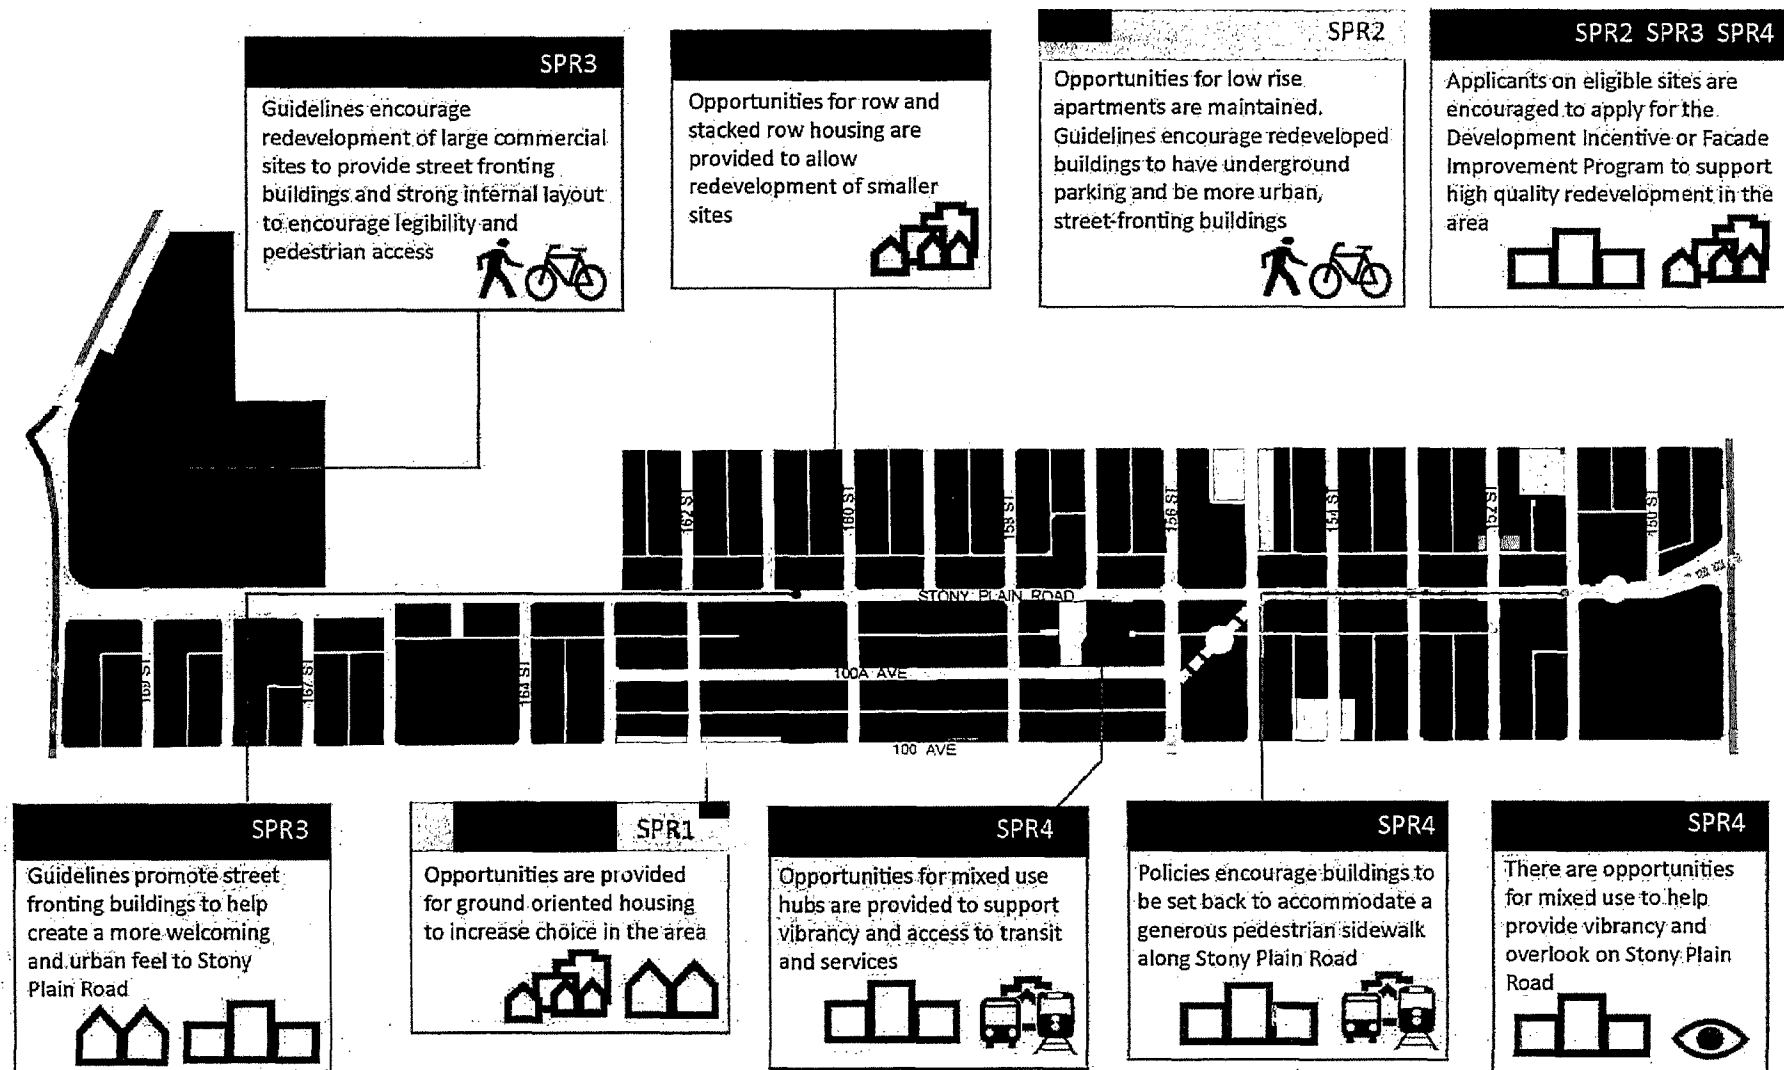 SPR3
Guidelines encourage
redevelopment of large commercial
sites to provide street fronting
buildings and strong internal layout
to encourage legibility and
pedestrian access
Opportunities for row and
stacked row housing are
provided to allow
redevelopment of smaller
sites
SPR2
Opportunities for low rise
apartments are maintained.
Guidelines encourage redeveloped
buildings to have underground
parking and be more urban,
street-fronting buildings
SPR2 SPR3 SPR4
Applicants on eligible sites are
encouraged to apply for the
Development Incentive or Facade
Improvement Program to support
high quality redevelopment in the
area
162 ST
160 ST
158 ST
156 ST
154 ST
152 ST
150 ST
STONY PLAIN ROAD
169 ST
167 ST
164 ST
100A AVE
100 AVE
SPR3
Guidelines promote street
fronting buildings to help
create a more welcoming
and urban feel to Stony
Plain Road
SPR1
Opportunities are provided
for ground oriented housing
to increase choice in the area
SPR4
Opportunities for mixed use
hubs are provided to support
vibrancy and access to transit
and services
SPR4
Policies encourage buildings to
be set back to accommodate a
generous pedestrian sidewalk
along Stony Plain Road
SPR4
There are opportunities
for mixed use to help
provide vibrancy and
overlook on Stony Plain
Road